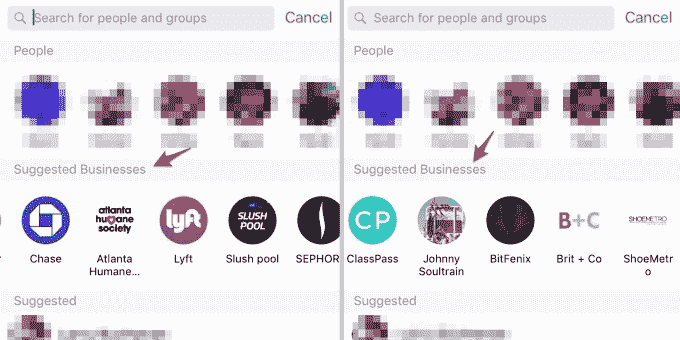 Search for people and groups
Cancel
People
Suggested Businesses
atlanta
humane
society
lyft
SLUSH
POOL
Chase
Atlanta
Humane...
Lyft
Slush pool
SEPHOR
Suggested
Search for people and groups
Cancel
People
Suggested Businesses
CP
B+C
SHOEMETRO
ClassPass
Johnny
Soultrain
BitFenix
Brit + Co
ShoeMetr
o
Suggested